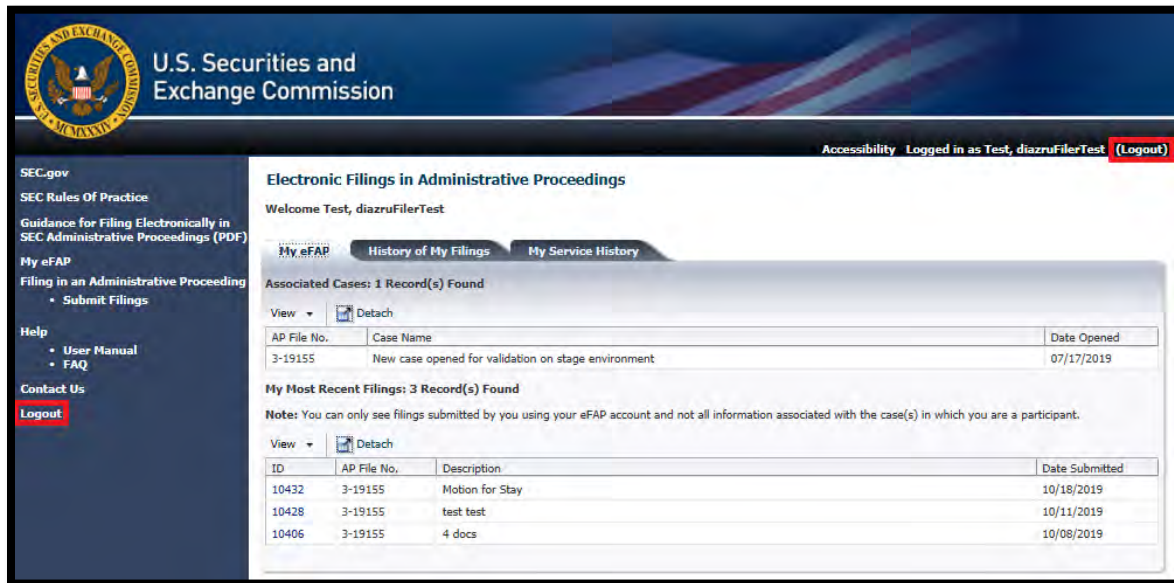 U.S. Securities and
Exchange Commission
U.S. SECURITIES AND EXCHANGE COMMISSION
MCMXXXIV
Accessibility Logged in as Test, diazruFilerTest (Logout)
SEC.gov
SEC Rules Of Practice
Guidance for Filing Electronically in
SEC Administrative Proceedings (PDF)
My eFAP
Filing in an Administrative Proceeding
• Submit Filings
Help
• User Manual
• FAQ
Contact Us
Logout
Electronic Filings in Administrative Proceedings
Welcome Test, diazruFilerTest
My eFAP History of My Filings My Service History
Associated Cases: 1 Record(s) Found
View Detach
AP File No. Case Name Date Opened
3-19155 New case opened for validation on stage environment 07/17/2019
My Most Recent Filings: 3 Record(s) Found
Note: You can only see filings submitted by you using your eFAP account and not all information associated with the case(s) in which you are a participant.
View Detach
ID AP File No. Description Date Submitted
10432 3-19155 Motion for Stay 10/18/2019
10428 3-19155 test test 10/11/2019
10406 3-19155 4 docs 10/08/2019